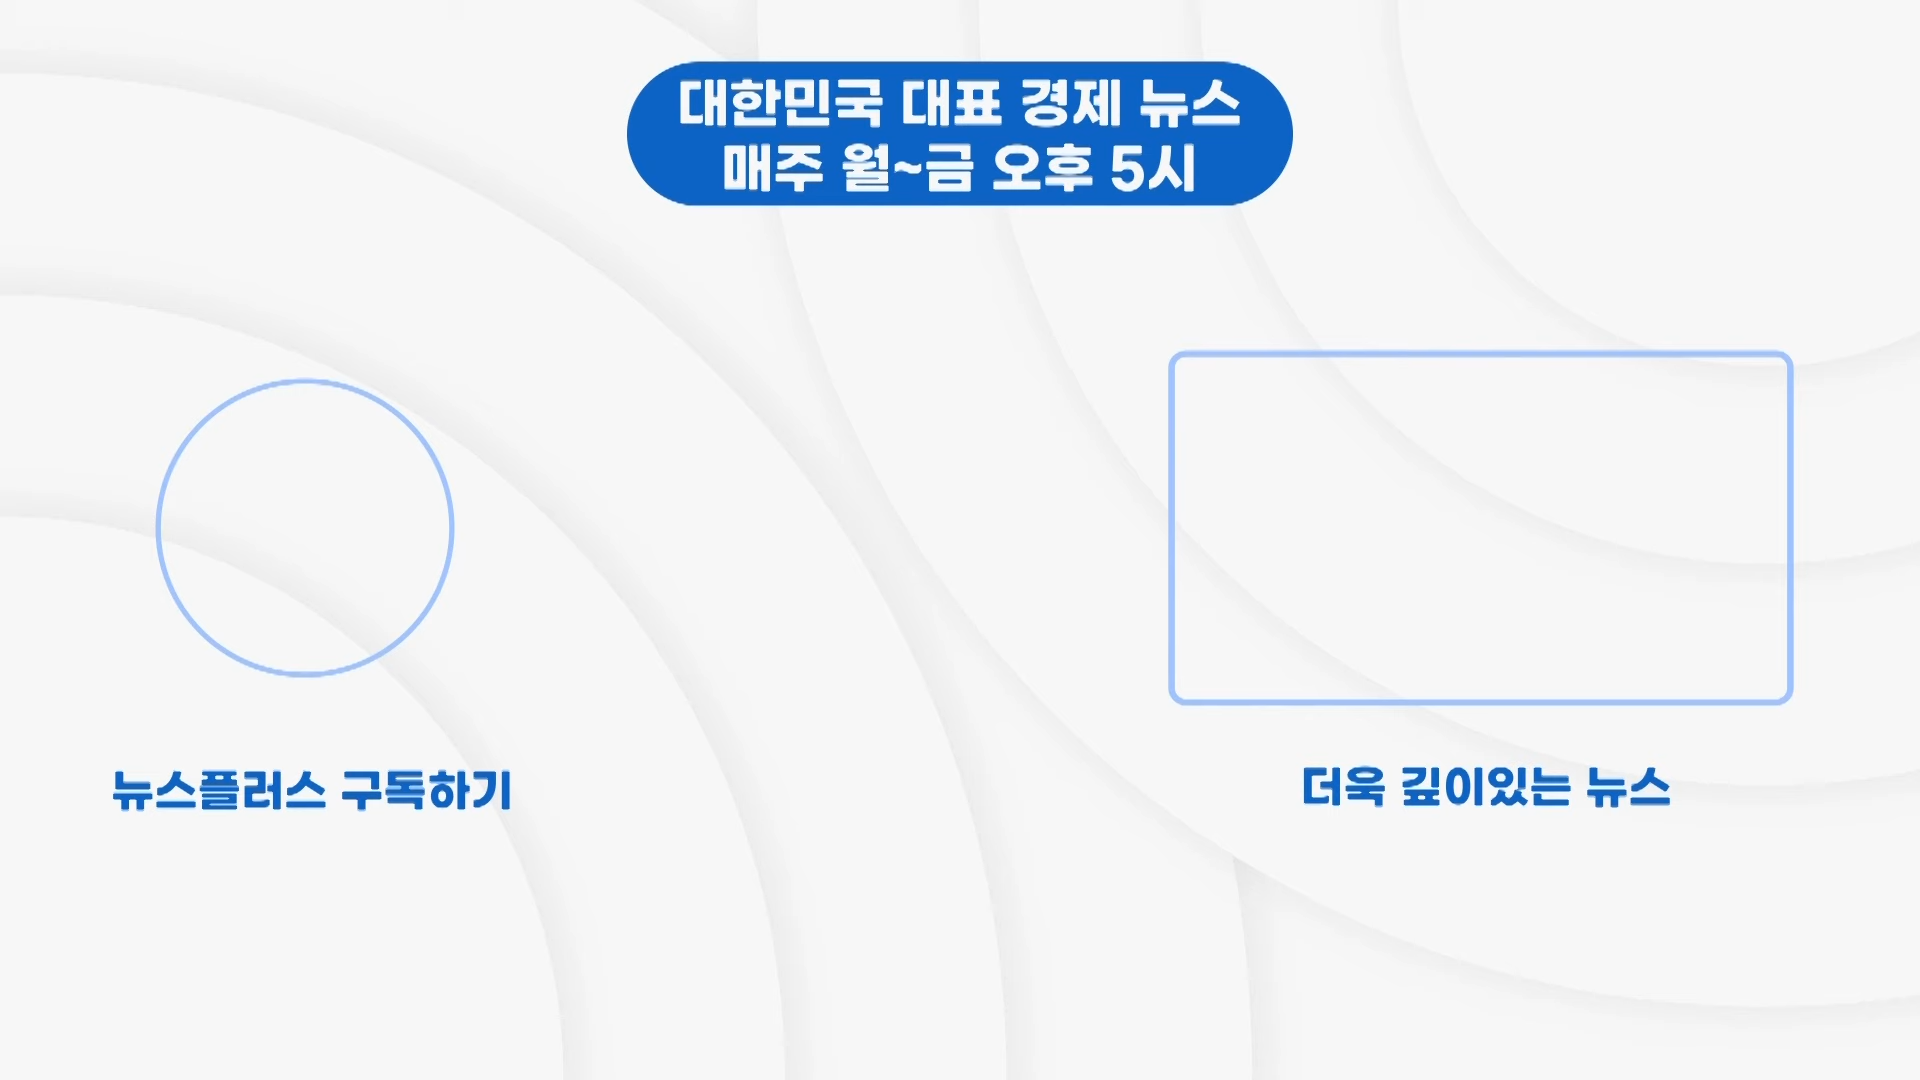 대한민국 대표 경제 뉴스
매주 월~금 오후 5시
뉴스플러스 구독하기
더욱 깊이있는 뉴스